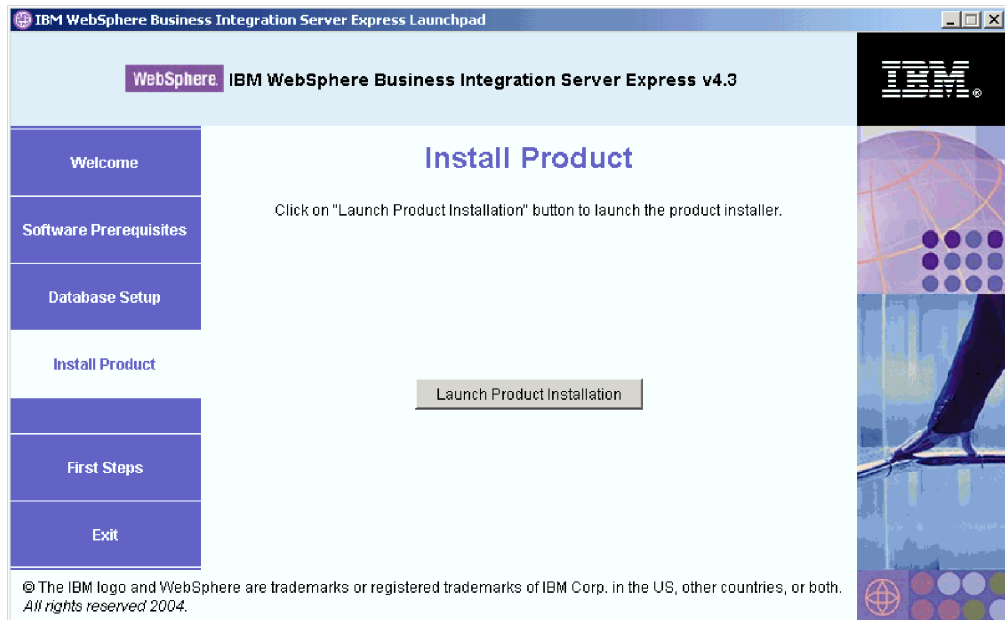 IBM WebSphere Business Integration Server Express Launchpad
WebSphere. IBM WebSphere Business Integration Server Express v4.3
IBM®
Welcome
Software Prerequisites
Database Setup
Install Product
First Steps
Exit
Install Product
Click on "Launch Product Installation" button to launch the product installer.
Launch Product Installation
© The IBM logo and WebSphere are trademarks or registered trademarks of IBM Corp. in the US, other countries, or both.
All rights reserved 2004.